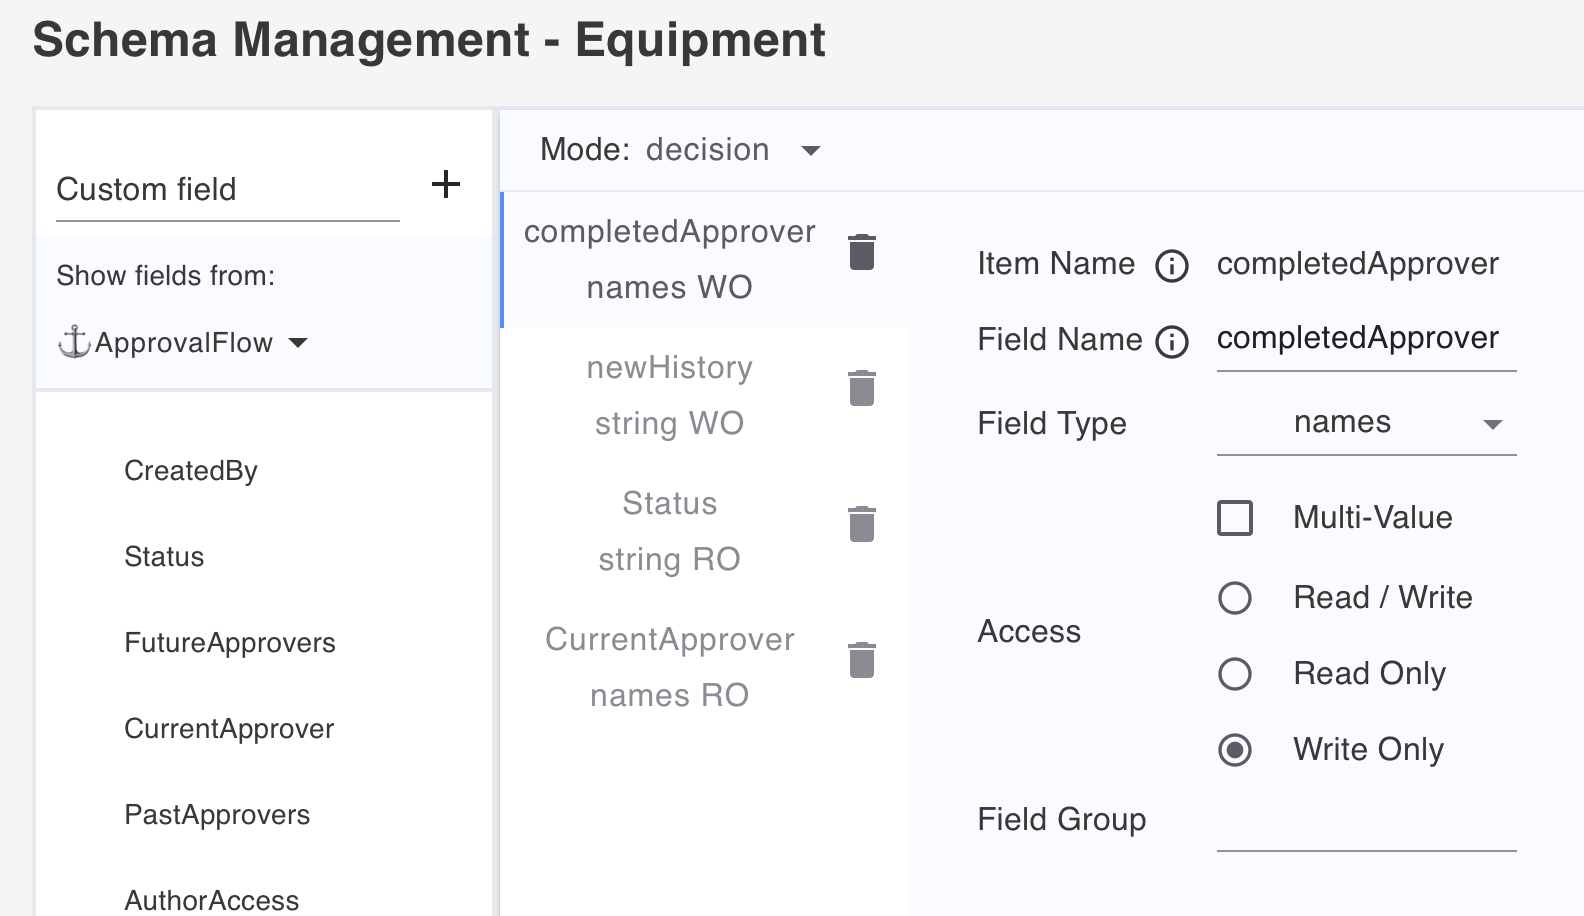 Schema Management - Equipment
Custom field
Show fields from:
⚓ApprovalFlow
CreatedBy
Status
FutureApprovers
CurrentApprover
PastApprovers
AuthorAccess
Mode: decision
completedApprover
names WO
newHistory
string WO
Status
string RO
CurrentApprover
names RO
Item Name completedApprover
Field Name completedApprover
Field Type names
Multi-Value
Access
Read / Write
Read Only
Write Only
Field Group